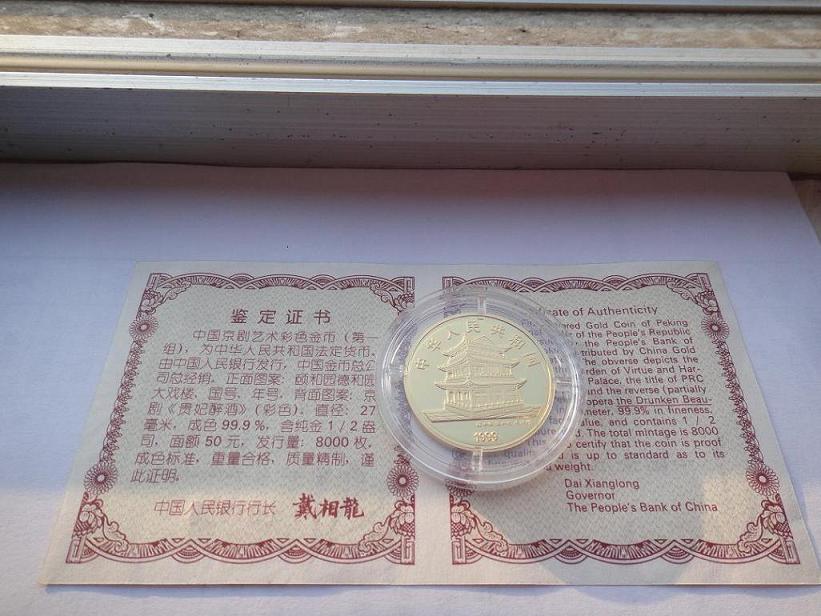 鉴定证书
中国京剧艺术彩色金币（第一
组），为中华人民共和国法定货币，
由中国人民银行发行，中国金币总公
司总经销。正面图案：颐和园德和园
大戏楼、国号、年号。背面图案：京
剧《贵妃醉酒》（彩色）。直径：27
毫米，成色99.9%，含纯金1/2盎
司，面额50元，发行量：8000枚。
成色标准，重量合格，质量精制，谨
此证明。
中国人民银行行长 戴相龍
中华人民共和国
1999
of Authenticity
Gold Coin of Peking
of the People's Republic
by the People's Bank of
by China Gold
The obverse depicts the
of Virtue and Har-
Palace, the title of PRC
and the reverse (partially
opera the Drunken Beau-
99.9% in fineness,
value, and contains 1/2
The total mintage is 8000
certify that the coin is proof
is up to standard as to its
weight.
Dai Xianglong
Governor
The People's Bank of China